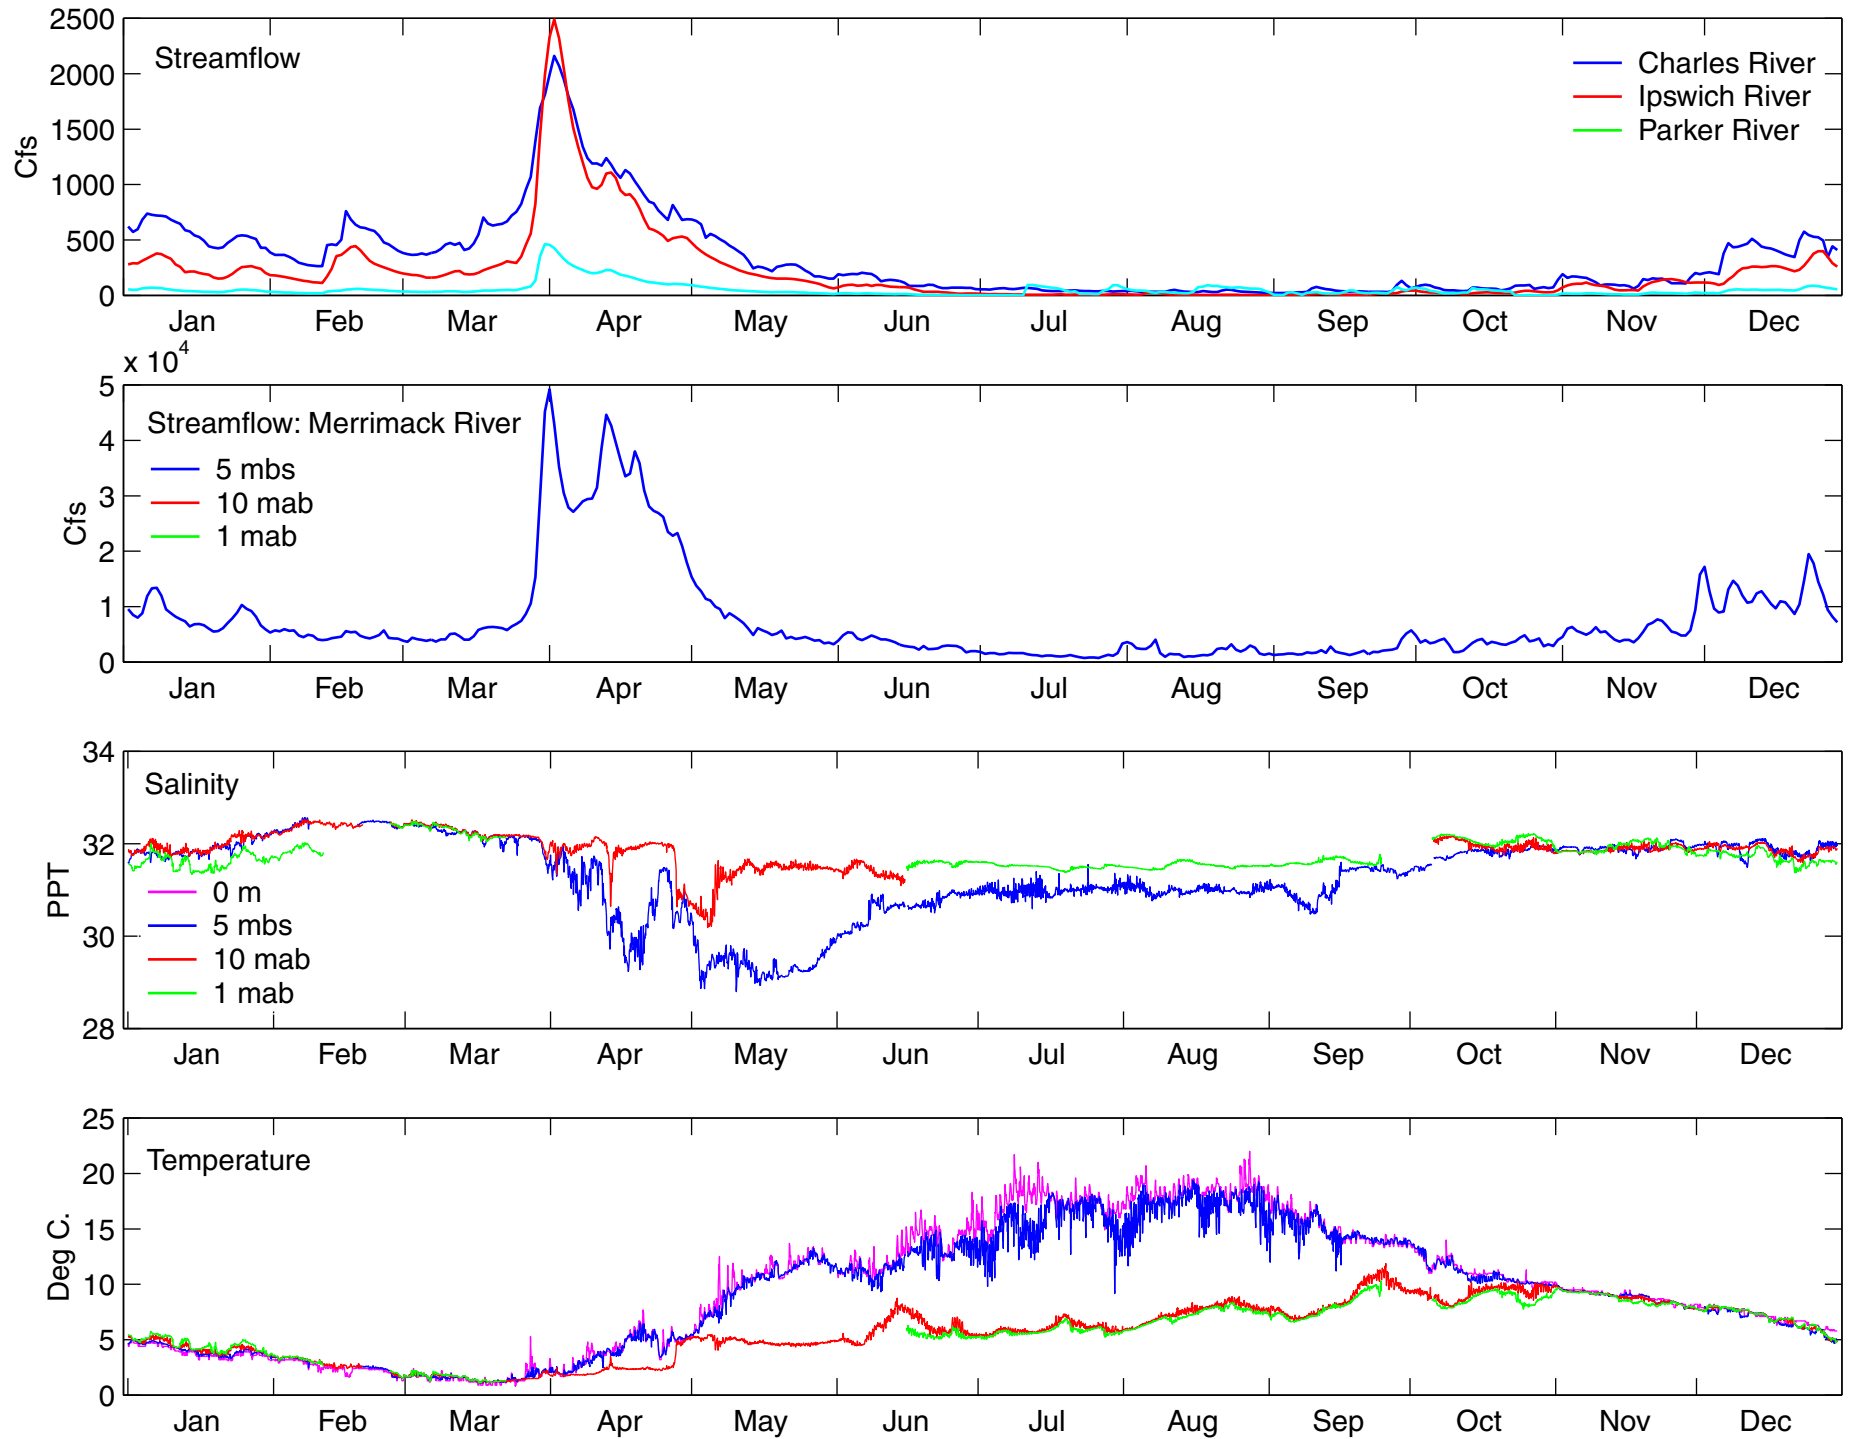 2500
Streamflow
Charles River
2000
Ipswich River
Parker River
1500
Cfs
1000
500
0
Jan Feb Mar Apr May Jun Jul Aug Sep Oct Nov Dec
x 10^4
5
Streamflow: Merrimack River
4
5 mbs
3
10 mab
Cfs
1 mab
2
1
0
Jan Feb Mar Apr May Jun Jul Aug Sep Oct Nov Dec
34
Salinity
32
PPT
0 m
5 mbs
30
10 mab
1 mab
28
Jan Feb Mar Apr May Jun Jul Aug Sep Oct Nov Dec
25
Temperature
20
15
Deg C.
10
5
0
Jan Feb Mar Apr May Jun Jul Aug Sep Oct Nov Dec